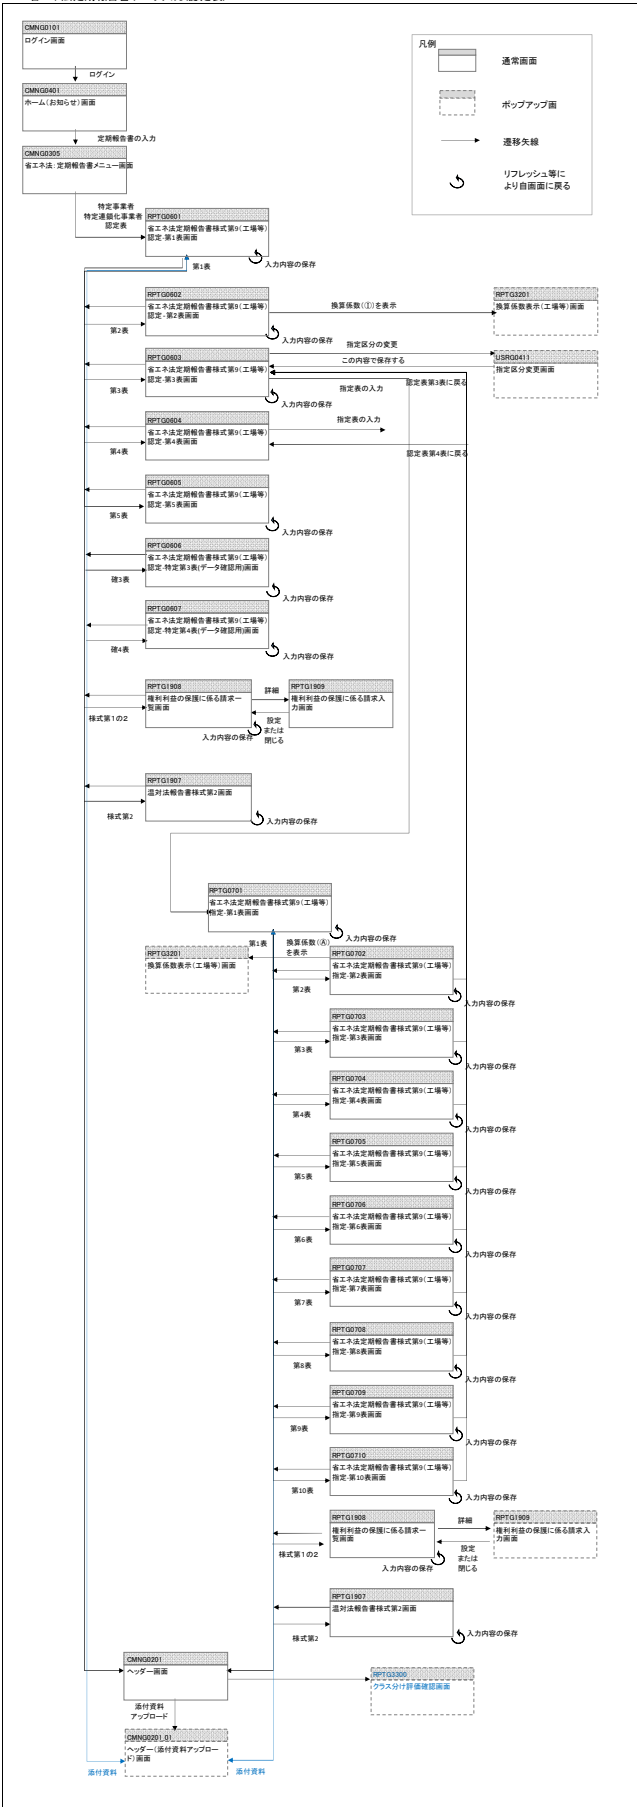 CMNG0101
ログイン画面
ログイン
CMNG0401
ホーム(お知らせ)画面
定期報告書の入力
CMNG0305
省エネ法:定期報告書メニュー画面
凡例
通常画面
ポップアップ画
遷移矢線
リフレッシュ等に
より自画面に戻る
特定事業者
特定連鎖化事業者
認定表
RPTG0601
省エネ法定期報告書様式第9(工場等)
認定-第1表画面
入力内容の保存
第1表
RPTG0602
省エネ法定期報告書様式第9(工場等)
認定-第2表画面
第2表
入力内容の保存
換算係数(①)を表示
RPTG3201
換算係数表示(工場等)画面
RPTG0603
省エネ法定期報告書様式第9(工場等)
認定-第3表画面
第3表
入力内容の保存
指定区分の変更
この内容で保存する
USRG0411
指定区分変更画面
指定表の入力
認定表第3表に戻る
RPTG0604
省エネ法定期報告書様式第9(工場等)
認定-第4表画面
第4表
指定表の入力
認定表第4表に戻る
RPTG0605
省エネ法定期報告書様式第9(工場等)
認定-第5表画面
第5表
入力内容の保存
RPTG0606
省エネ法定期報告書様式第9(工場等)
認定-特定第3表(データ確認用)画面
確3表
入力内容の保存
RPTG0607
省エネ法定期報告書様式第9(工場等)
認定-特定第4表(データ確認用)画面
確4表
入力内容の保存
RPTG1908
権利利益の保護に係る請求一
覧画面
様式第1の2
入力内容の保存
詳細
設定
または
閉じる
RPTG1909
権利利益の保護に係る請求入
力画面
RPTG1907
温対法報告書様式第2画面
様式第2
入力内容の保存
RPTG0701
省エネ法定期報告書様式第9(工場等)
指定-第1表画面
入力内容の保存
第1表
換算係数(Ⓐ)
を表示
RPTG3201
換算係数表示(工場等)画面
RPTG0702
省エネ法定期報告書様式第9(工場等)
指定-第2表画面
第2表
入力内容の保存
RPTG0703
省エネ法定期報告書様式第9(工場等)
指定-第3表画面
第3表
入力内容の保存
RPTG0704
省エネ法定期報告書様式第9(工場等)
指定-第4表画面
第4表
入力内容の保存
RPTG0705
省エネ法定期報告書様式第9(工場等)
指定-第5表画面
第5表
入力内容の保存
RPTG0706
省エネ法定期報告書様式第9(工場等)
指定-第6表画面
第6表
入力内容の保存
RPTG0707
省エネ法定期報告書様式第9(工場等)
指定-第7表画面
第7表
入力内容の保存
RPTG0708
省エネ法定期報告書様式第9(工場等)
指定-第8表画面
第8表
入力内容の保存
RPTG0709
省エネ法定期報告書様式第9(工場等)
指定-第9表画面
第9表
入力内容の保存
RPTG0710
省エネ法定期報告書様式第9(工場等)
指定-第10表画面
第10表
入力内容の保存
RPTG1908
権利利益の保護に係る請求一
覧画面
様式第1の2
入力内容の保存
詳細
設定
または
閉じる
RPTG1909
権利利益の保護に係る請求入
力画面
RPTG1907
温対法報告書様式第2画面
様式第2
入力内容の保存
CMNG0201
ヘッダー画面
RPTG3300
クラス分け評価確認画面
添付資料
アップロード
CMNG0201_01
ヘッダー(添付資料アップロー
ド)画面
添付資料
添付資料